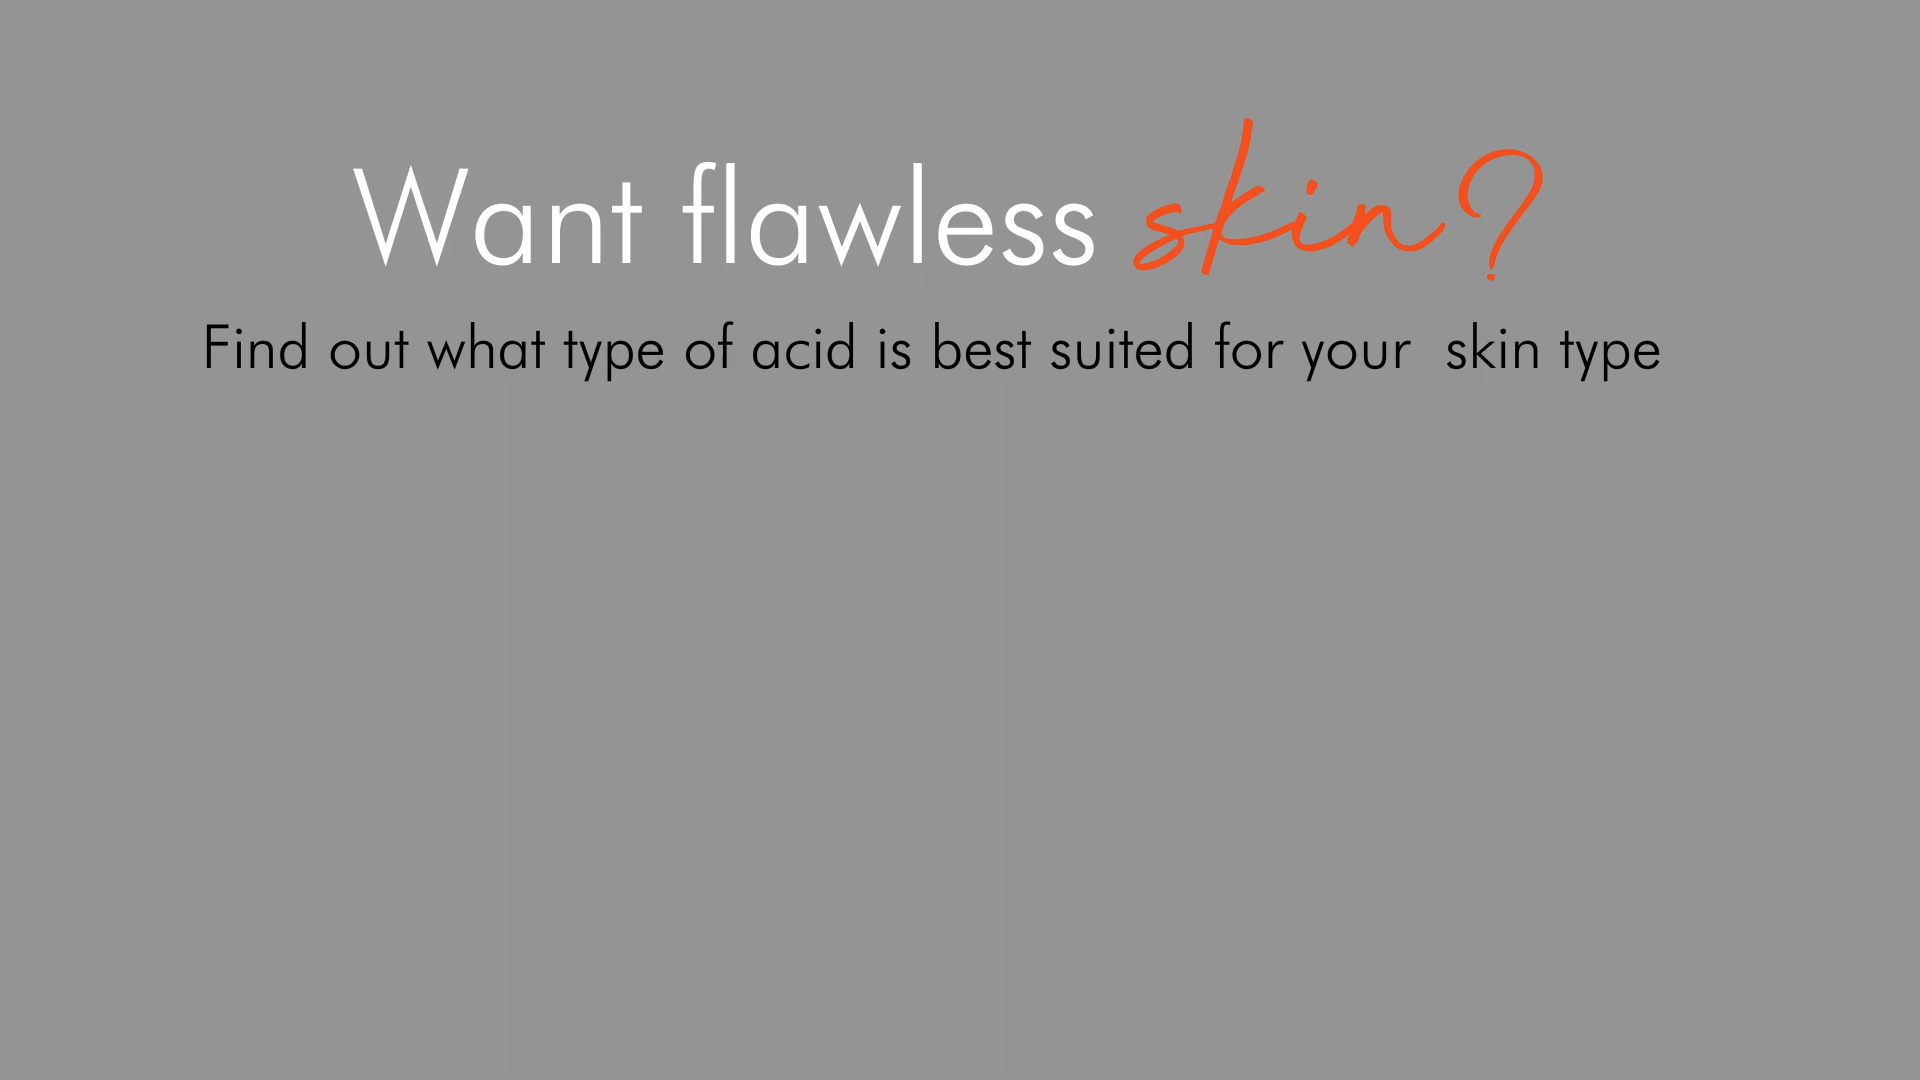 Want flawless skin?
Find out what type of acid is best suited for your  skin type